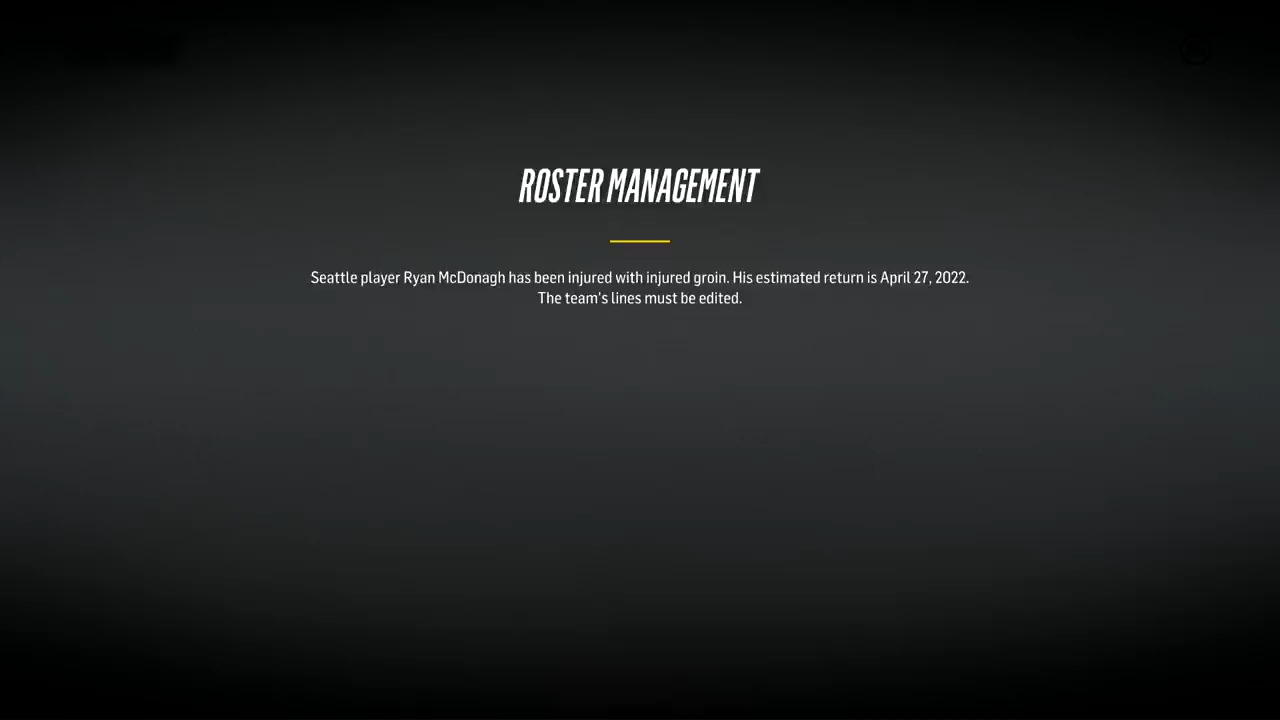 ROSTER MANAGEMENT
Seattle player Ryan McDonagh has been injured with injured groin. His estimated return is April 27, 2022.
The team's lines must be edited.